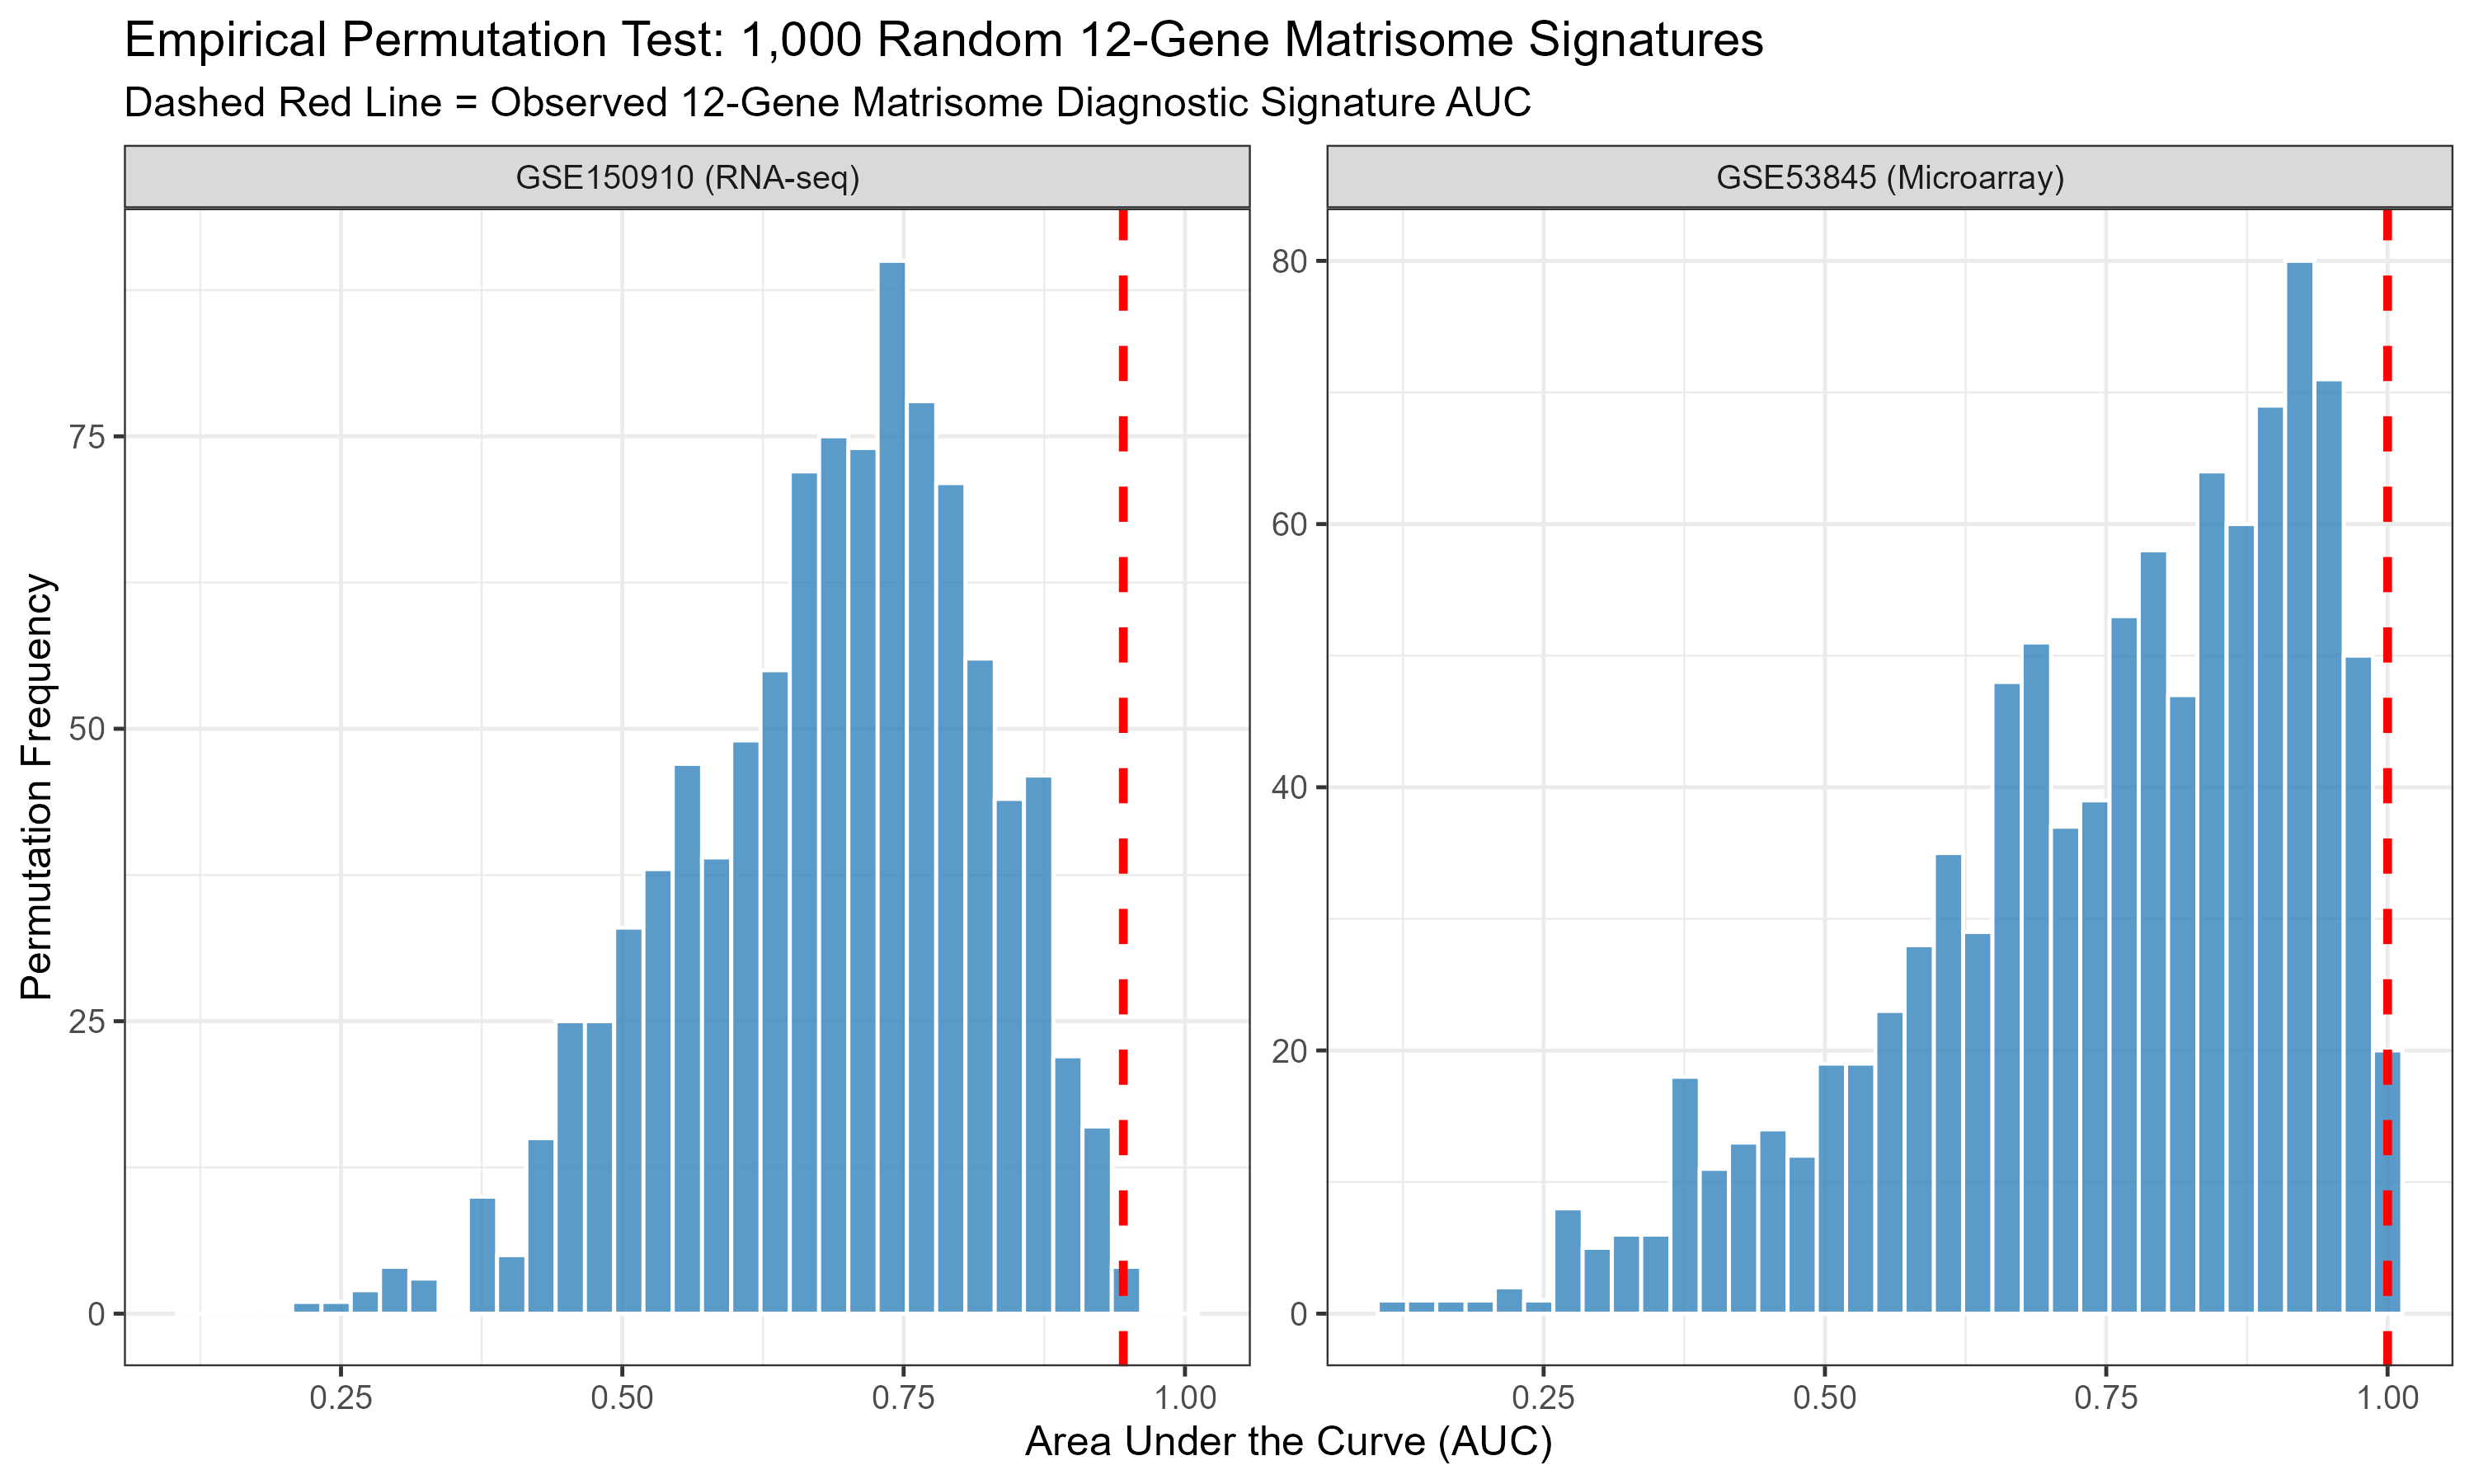 Empirical Permutation Test: 1,000 Random 12-Gene Matrisome Signatures
Dashed Red Line = Observed 12-Gene Matrisome Diagnostic Signature AUC
GSE150910 (RNA-seq)
GSE53845 (Microarray)
Permutation Frequency
75
50
25
0
80
60
40
20
0
0.25 0.50 0.75 1.00
0.25 0.50 0.75 1.00
Area Under the Curve (AUC)